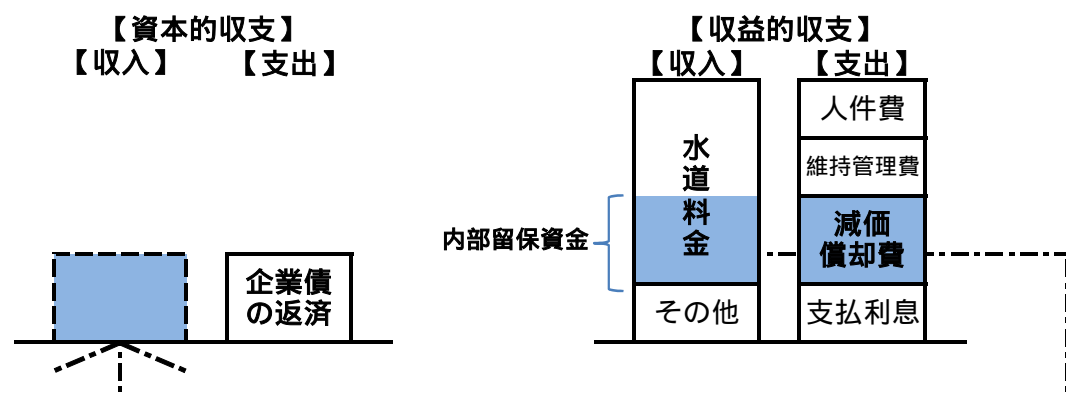 【資本的収支】
【収入】
【支出】
企業債
の返済
【収益的収支】
【収入】
【支出】
水道料金
内部留保資金
その他
人件費
維持管理費
減価
償却費
支払利息